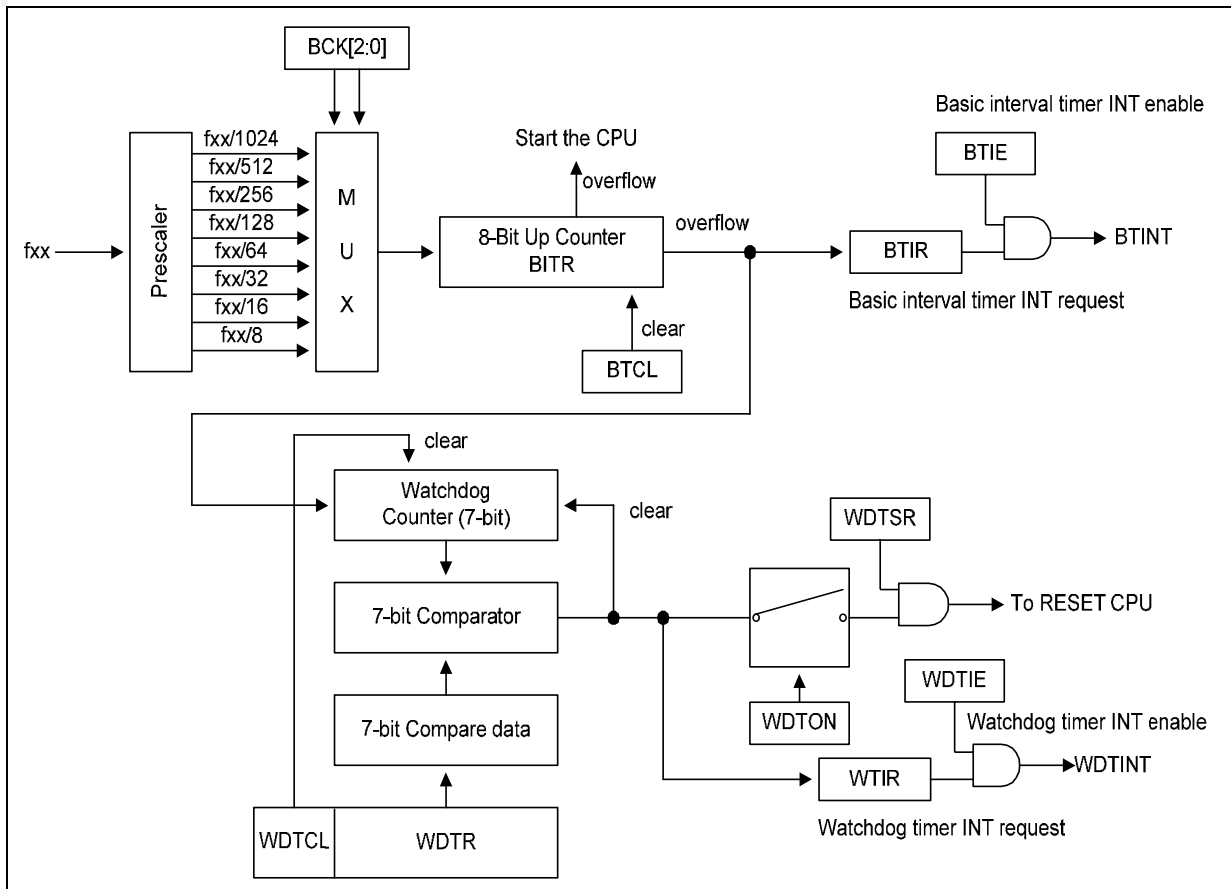 BCK[2:0]
Basic interval timer INT enable
fxx/1024
fxx/512
fxx/256
fxx/128
fxx/64
fxx/32
fxx/16
fxx/8
fxx
Prescaler
M
U
X
Start the CPU
overflow
8-Bit Up Counter
BITR
overflow
clear
BTCL
BTIE
BTIR
BTINT
Basic interval timer INT request
clear
Watchdog
Counter (7-bit)
clear
7-bit Comparator
7-bit Compare data
WDTCL
WDTR
WDTSR
To RESET CPU
WDTON
WDTIE
Watchdog timer INT enable
WTIR
WDTINT
Watchdog timer INT request